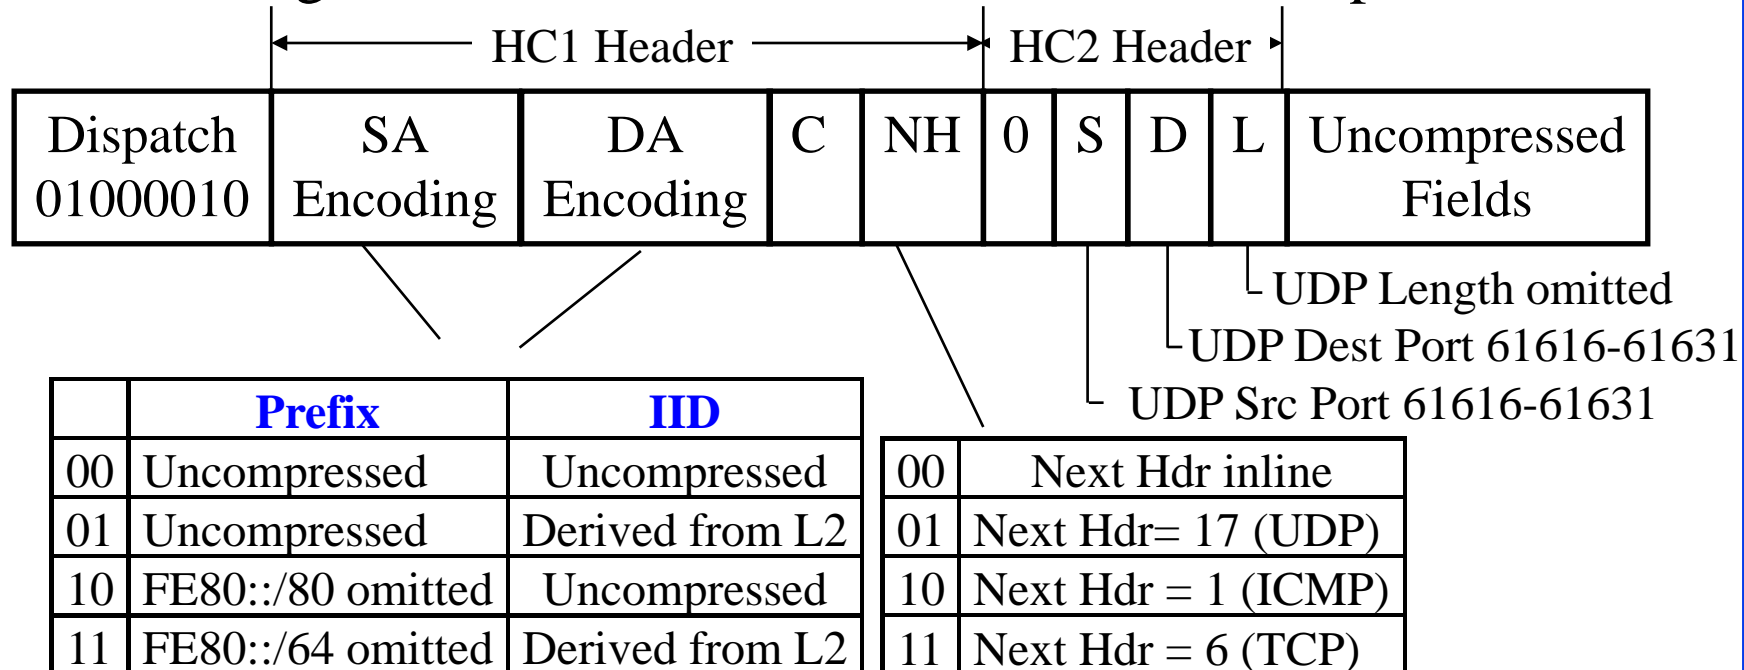 HC1 Header HC2 Header
Dispatch SA DA C NH 0 S D L Uncompressed
01000010 Encoding Encoding Fields
UDP Length omitted
UDP Dest Port 61616-61631
UDP Src Port 61616-61631
Prefix IID
00 Uncompressed Uncompressed
01 Uncompressed Derived from L2
10 FE80::/80 omitted Uncompressed
11 FE80::/64 omitted Derived from L2
00 Next Hdr inline
01 Next Hdr= 17 (UDP)
10 Next Hdr = 1 (ICMP)
11 Next Hdr = 6 (TCP)